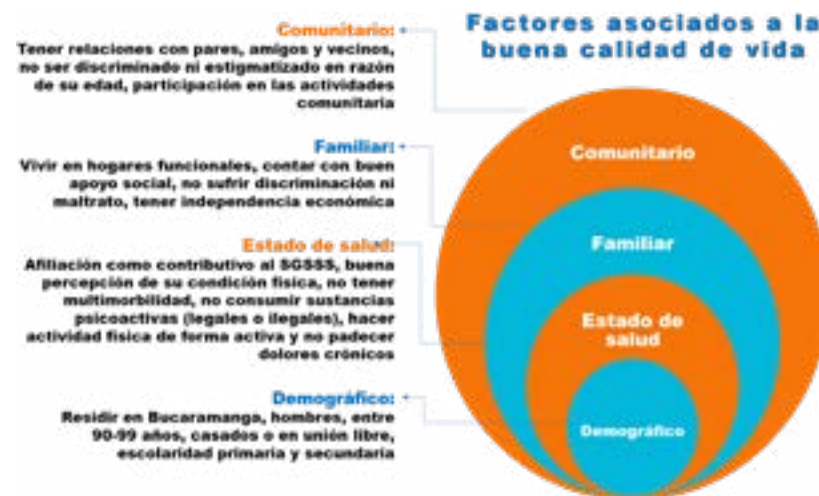 Factores asociados a la
buena calidad de vida
Comunitario:
Tener relaciones con pares, amigos y vecinos,
no ser discriminado ni estigmatizado en razón
de su edad, participación en las actividades
comunitaria
Familiar:
Vivir en hogares funcionales, contar con buen
apoyo social, no sufrir discriminación ni
maltrato, tener independencia económica
Estado de salud:
Afiliación como contributivo al SGSSS, buena
percepción de su condición física, no tener
multimorbilidad, no consumir sustancias
psicoactivas (legales o ilegales), hacer
actividad física de forma activa y no padecer
dolores crónicos
Demográfico:
Residir en Bucaramanga, hombres, entre
90-99 años, casados o en unión libre,
escolaridad primaria y secundaria
Comunitario
Familiar
Estado de
salud
Demográfico